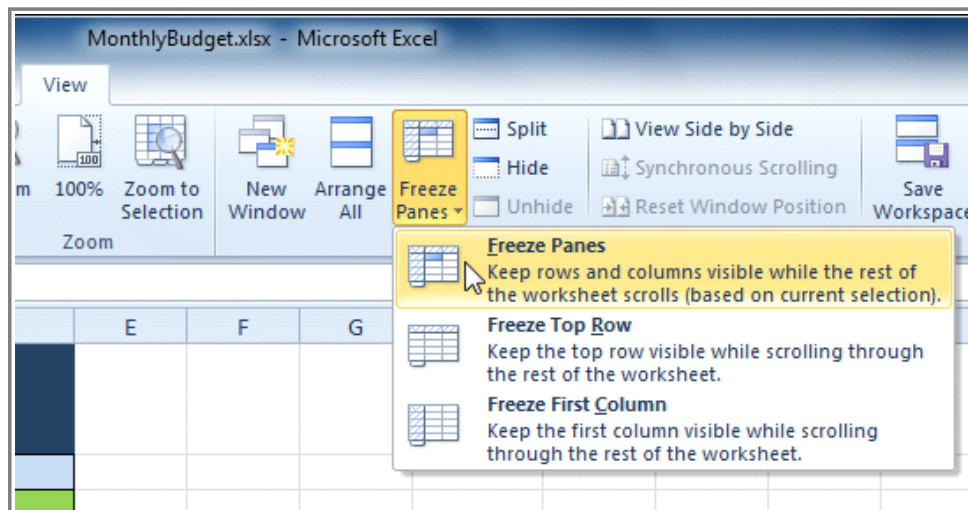 MonthlyBudget.xlsx - Microsoft Excel
View
100
m 100% Zoom to Selection New Window Arrange All Freeze Panes Split Hide Unhide View Side by Side Synchronous Scrolling Reset Window Position Save Workspace
Zoom
Freeze Panes
Keep rows and columns visible while the rest of
the worksheet scrolls (based on current selection).
E F G
Freeze Top Row
Keep the top row visible while scrolling through
the rest of the worksheet.
Freeze First Column
Keep the first column visible while scrolling
through the rest of the worksheet.